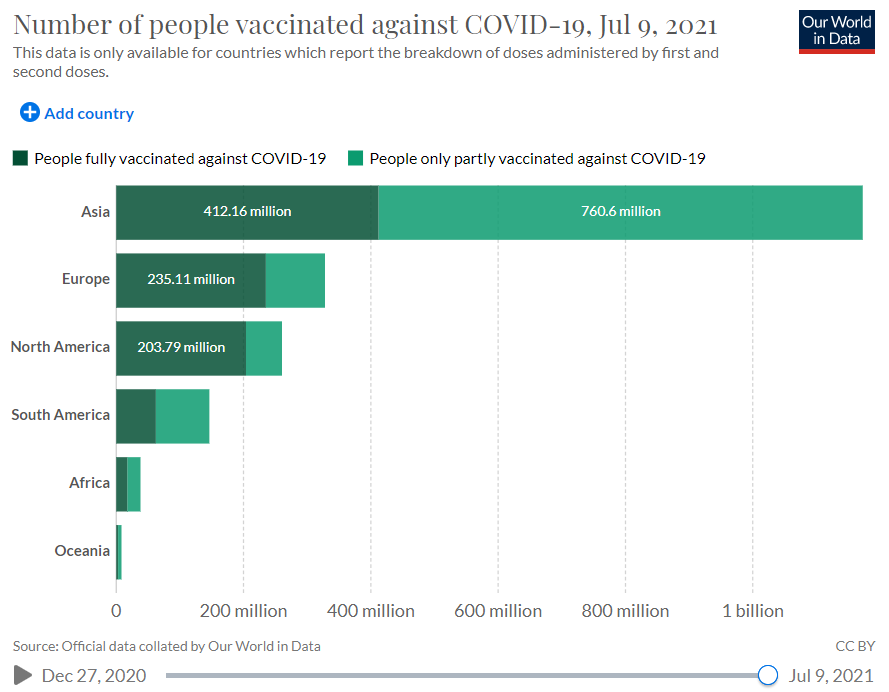 Number of people vaccinated against COVID-19, Jul 9, 2021
Our World
in Data
This data is only available for countries which report the breakdown of doses administered by first and
second doses.
Add country
People fully vaccinated against COVID-19
People only partly vaccinated against COVID-19
Asia
412.16 million
760.6 million
Europe
235.11 million
North America
203.79 million
South America
Africa
Oceania
0
200 million
400 million
600 million
800 million
1 billion
Source: Official data collated by Our World in Data
CC BY
Dec 27, 2020
Jul 9, 2021